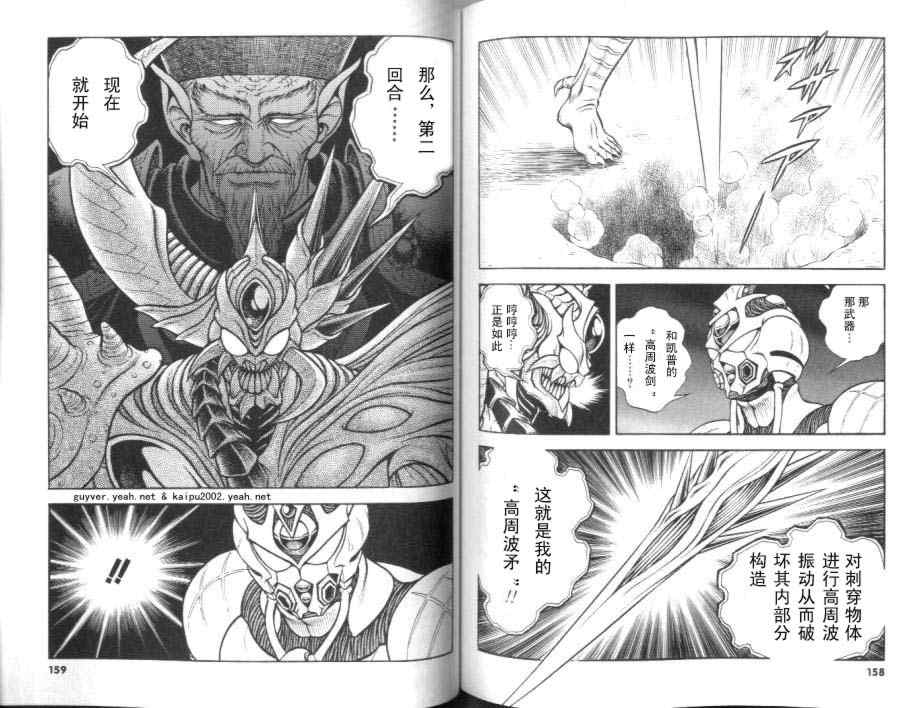 那
那武器…
和凯普的
“高周波剑”
一样……!?
哼哼哼…
正是如此
对刺穿物体
进行高周波
振动从而破
坏其内部分
构造
这就是我的
“高周波矛”!!
158
那么，第二
回合……
现在
就开始
guyver.yeah.net & kaipu2002.yeah.net
!!
159